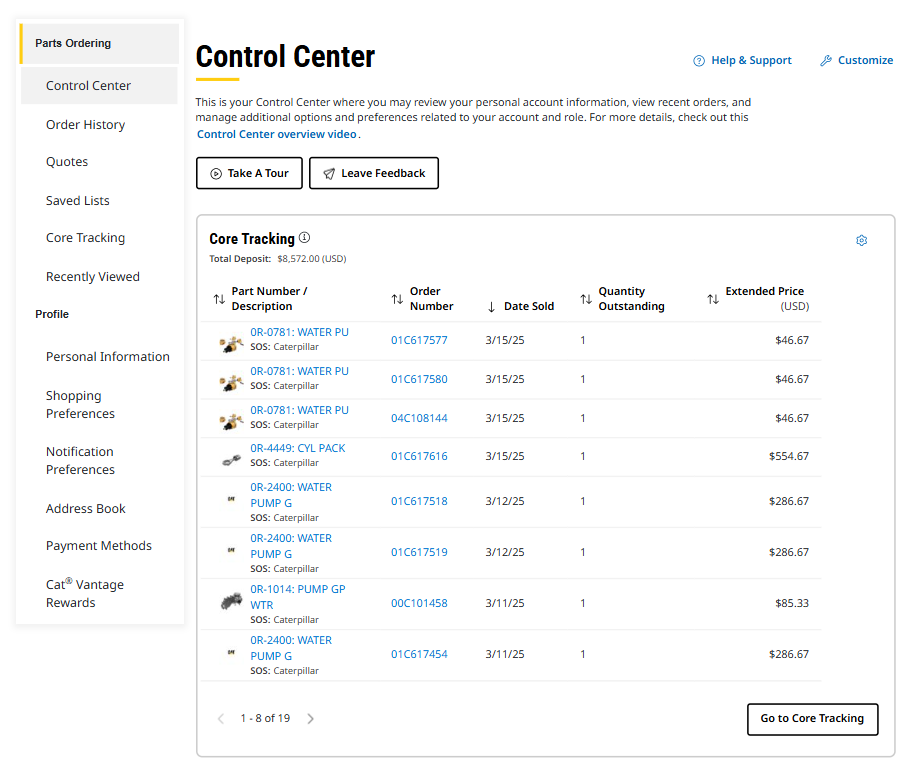 Parts Ordering
Control Center
Order History
Quotes
Saved Lists
Core Tracking
Recently Viewed
Profile
Personal Information
Shopping
Preferences
Notification
Preferences
Address Book
Payment Methods
Cat® Vantage
Rewards
Control Center
Help & Support
Customize
This is your Control Center where you may review your personal account information, view recent orders, and
manage additional options and preferences related to your account and role. For more details, check out this
Control Center overview video.
Take A Tour
Leave Feedback
Core Tracking
Total Deposit: $8,572.00 (USD)
Part Number /
Description
Order
Number
Date Sold
Quantity
Outstanding
Extended Price
(USD)
0R-0781: WATER PU
SOS: Caterpillar
01C617577
3/15/25
1
$46.67
0R-0781: WATER PU
SOS: Caterpillar
01C617580
3/15/25
1
$46.67
0R-0781: WATER PU
SOS: Caterpillar
04C108144
3/15/25
1
$46.67
0R-4449: CYL PACK
SOS: Caterpillar
01C617616
3/15/25
1
$554.67
0R-2400: WATER
PUMP G
SOS: Caterpillar
01C617518
3/12/25
1
$286.67
0R-2400: WATER
PUMP G
SOS: Caterpillar
01C617519
3/12/25
1
$286.67
0R-1014: PUMP GP
WTR
SOS: Caterpillar
00C101458
3/11/25
1
$85.33
0R-2400: WATER
PUMP G
SOS: Caterpillar
01C617454
3/11/25
1
$286.67
1 - 8 of 19
Go to Core Tracking